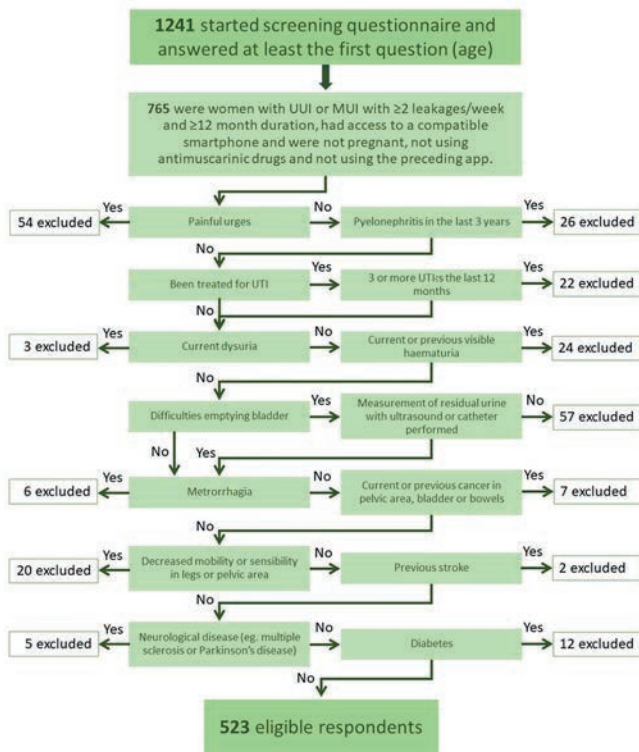 1241 started screening questionnaire and
answered at least the first question (age)
765 were women with UUI or MUI with ≥2 leakages/week
and ≥12 month duration, had access to a compatible
smartphone and were not pregnant, not using
antimuscarinic drugs and not using the preceding app.
54 excluded
Yes
Painful urges
No
Pyelonephritis in the last 3 years
Yes
26 excluded
No
Been treated for UTI
Yes
3 or more UTI:s the last 12
months
Yes
22 excluded
No
No
3 excluded
Yes
Current dysuria
No
Current or previous visible
haematuria
Yes
24 excluded
No
Difficulties emptying bladder
Yes
Measurement of residual urine
with ultrasound or catheter
performed
No
57 excluded
No
Yes
6 excluded
Yes
Metrorrhagia
No
Current or previous cancer in
pelvic area, bladder or bowels
Yes
7 excluded
No
20 excluded
Yes
Decreased mobility or sensibility
in legs or pelvic area
No
Previous stroke
Yes
2 excluded
No
5 excluded
Yes
Neurological disease (eg. multiple
sclerosis or Parkinson's disease)
No
Diabetes
Yes
12 excluded
No
523 eligible respondents